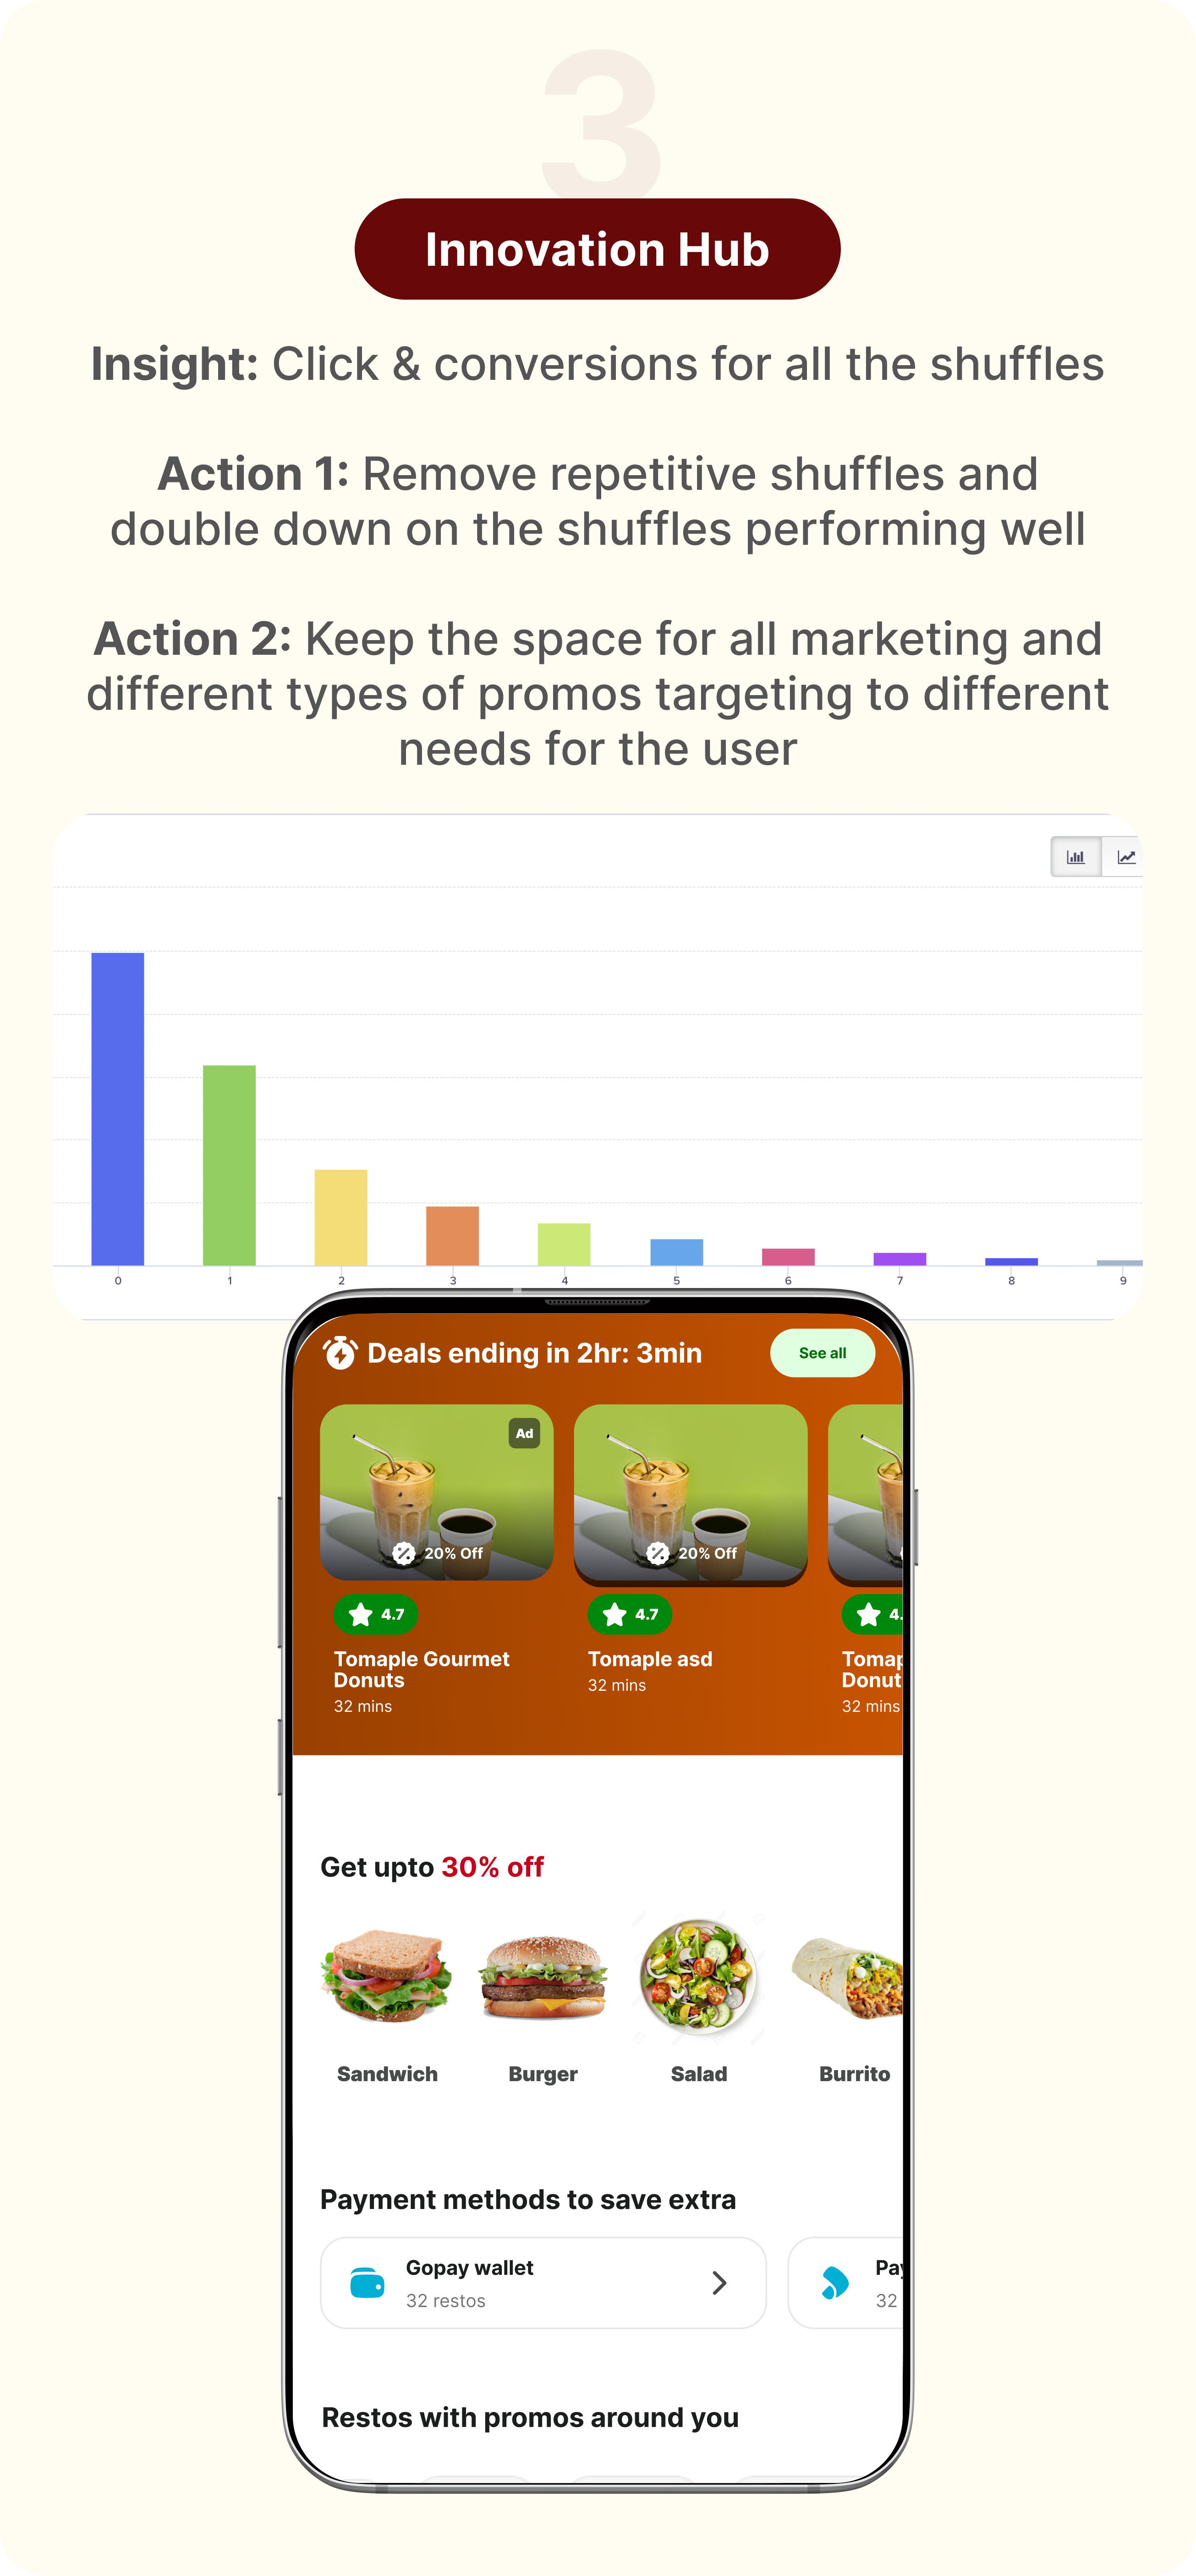 3
Innovation Hub
Insight: Click & conversions for all the shuffles
Action 1: Remove repetitive shuffles and
double down on the shuffles performing well
Action 2: Keep the space for all marketing and
different types of promos targeting to different
needs for the user
0 1 2 3 4 5 6 7 8 9
Deals ending in 2hr: 3min See all
Ad
20% Off 20% Off
4.7 4.7 4.
Tomaple Gourmet Tomaple asd Tomap
Donuts 32 mins Donut
32 mins 32 mins
Get upto 30% off
Sandwich Burger Salad Burrito
Payment methods to save extra
Gopay wallet Pay
32 restos 32
Restos with promos around you